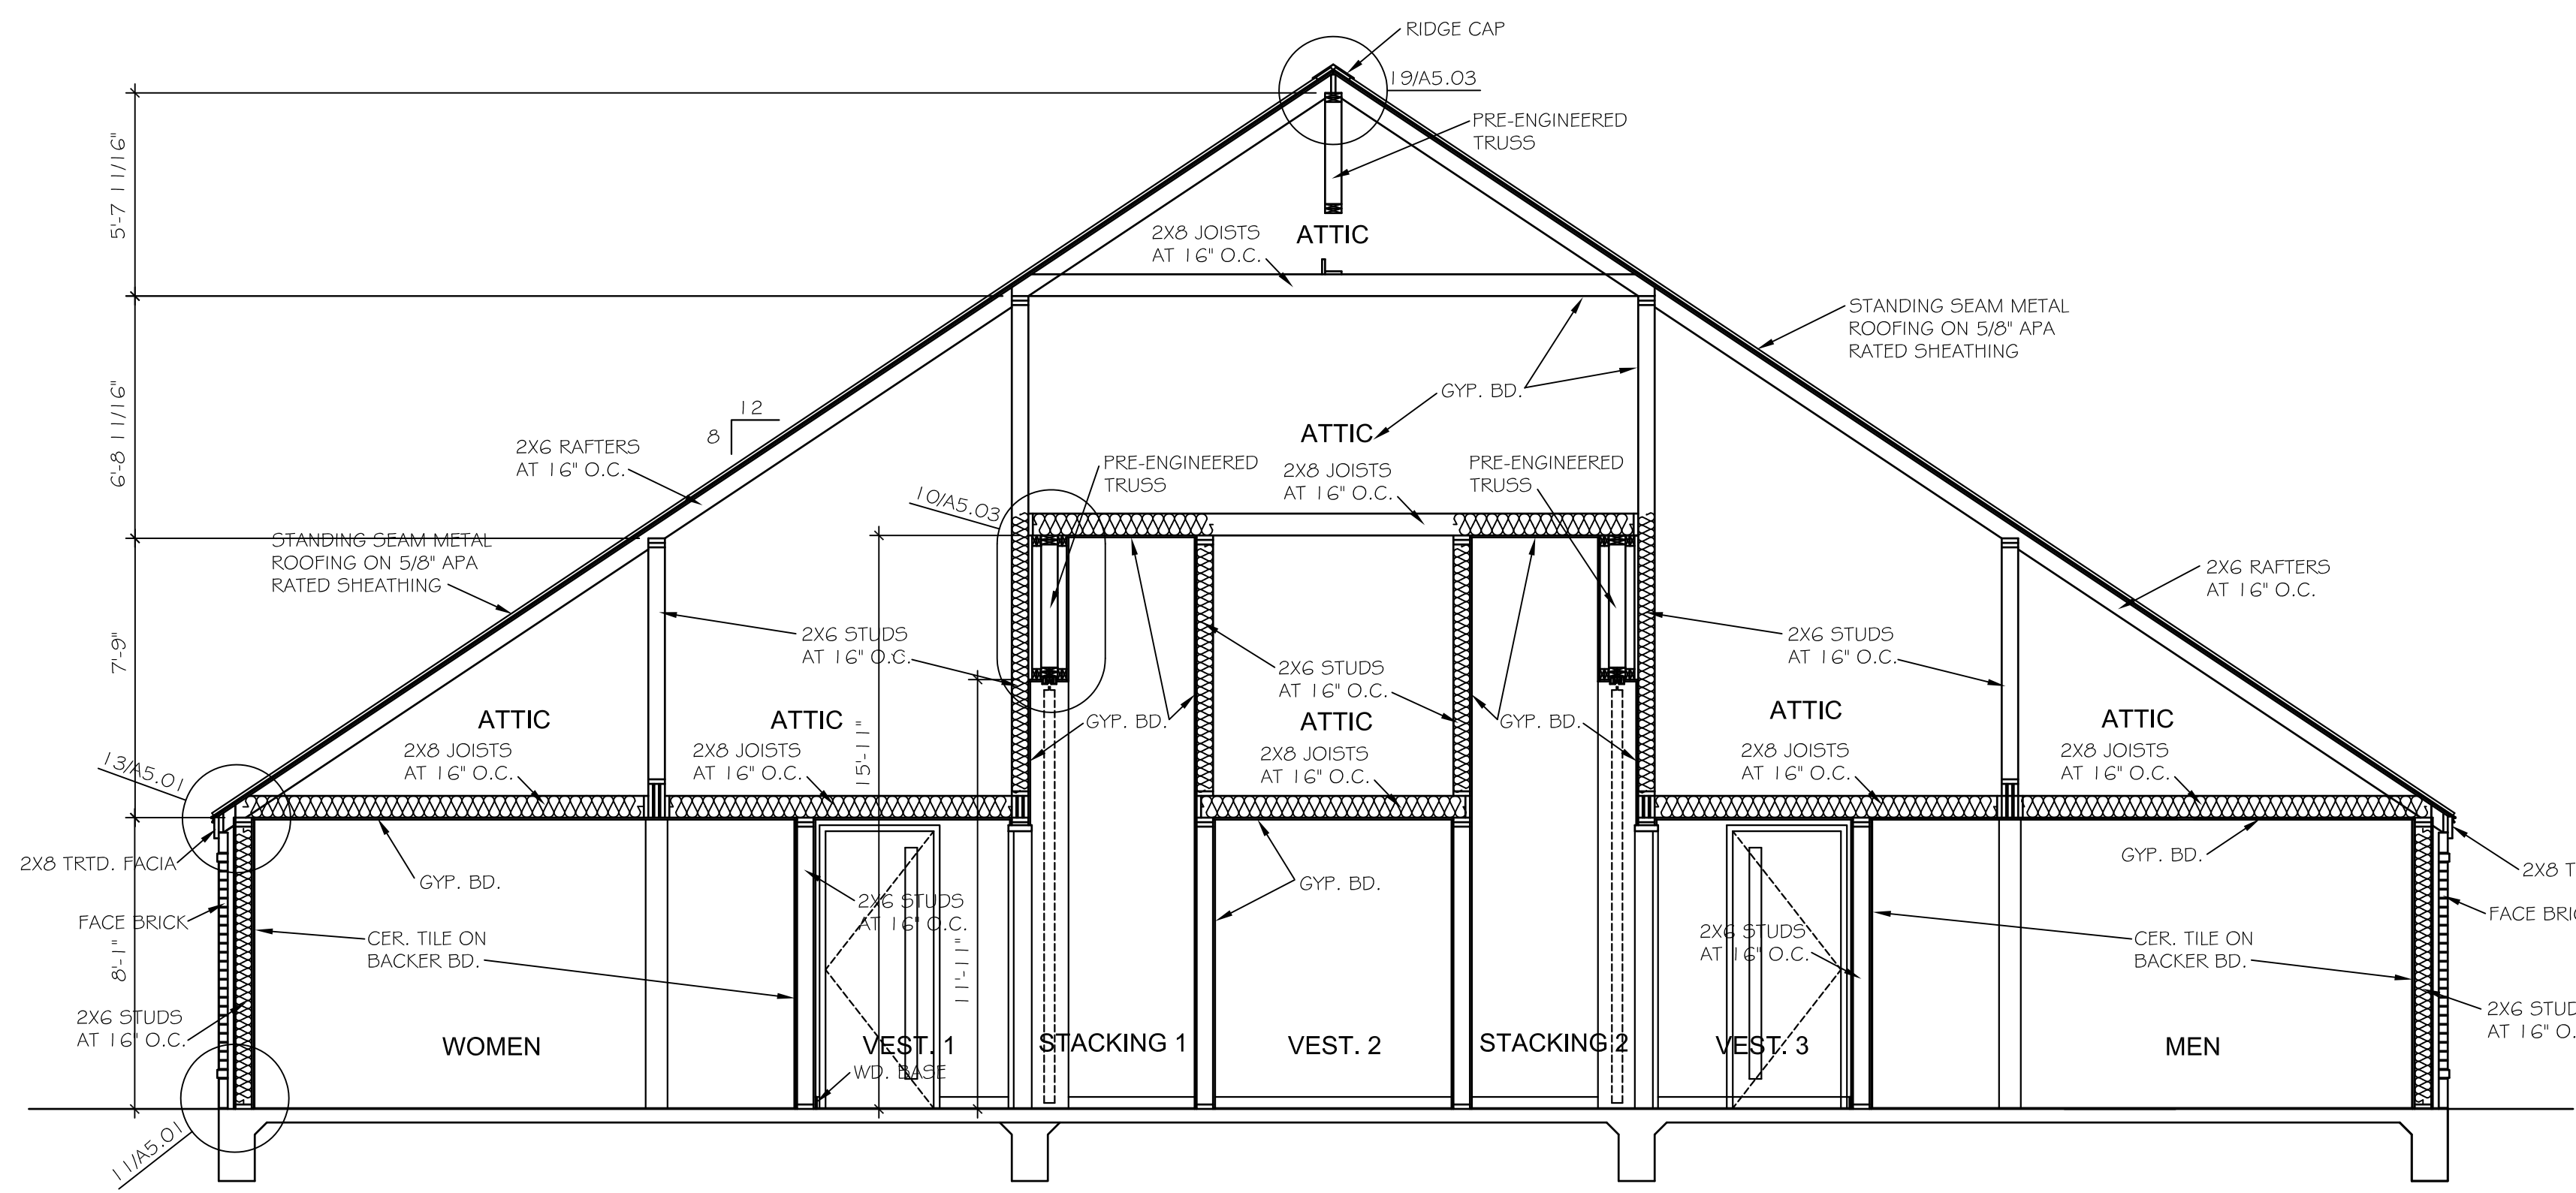 RIDGE CAP
19/A5.03
PRE-ENGINEERED
TRUSS
5'-7 11/16"
2X8 JOISTS
AT 16" O.C.
ATTIC
STANDING SEAM METAL
ROOFING ON 5/8" APA
RATED SHEATHING
GYP. BD.
6'-8 11/16"
12
8
2X6 RAFTERS
AT 16" O.C.
ATTIC
PRE-ENGINEERED
TRUSS
2X8 JOISTS
AT 16" O.C.
PRE-ENGINEERED
TRUSS
10/A5.03
STANDING SEAM METAL
ROOFING ON 5/8" APA
RATED SHEATHING
2X6 RAFTERS
AT 16" O.C.
7'-9"
2X6 STUDS
AT 16" O.C.
2X6 STUDS
AT 16" O.C.
2X6 STUDS
AT 16" O.C.
ATTIC
2X8 JOISTS
AT 16" O.C.
ATTIC
2X8 JOISTS
AT 16" O.C.
15'-11"
GYP. BD.
ATTIC
2X8 JOISTS
AT 16" O.C.
GYP. BD.
ATTIC
2X8 JOISTS
AT 16" O.C.
ATTIC
2X8 JOISTS
AT 16" O.C.
13/A5.01
2X8 TRTD. FACIA
GYP. BD.
GYP. BD.
GYP. BD.
2X8 T
FACE BRICK
8'-1"
CER. TILE ON
BACKER BD.
2X6 STUDS
AT 16" O.C.
11'-11"
2X6 STUDS
AT 16" O.C.
CER. TILE ON
BACKER BD.
FACE BRIC
2X6 STUDS
AT 16" O.C.
2X6 STUD
AT 16" O.
WOMEN
VEST. 1
STACKING 1
VEST. 2
STACKING 2
VEST. 3
MEN
WD. BASE
11/A5.01